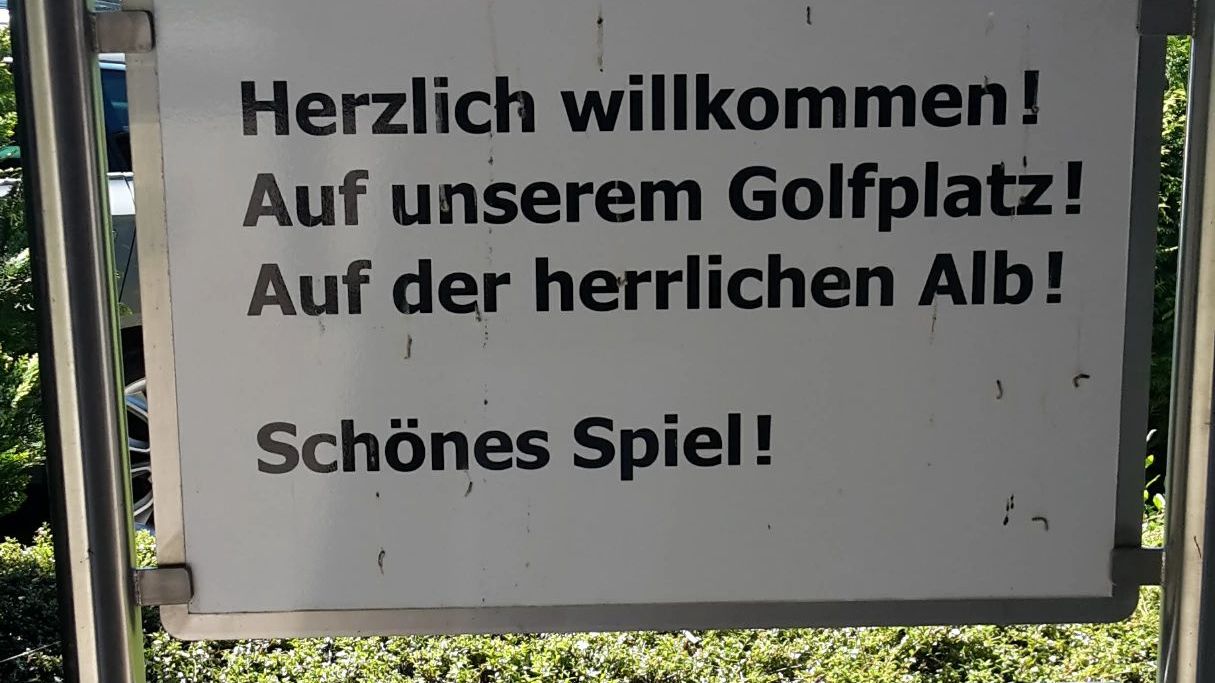 Herzlich willkommen!
Auf unserem Golfplatz!
Auf der herrlichen Alb!
Schönes Spiel!